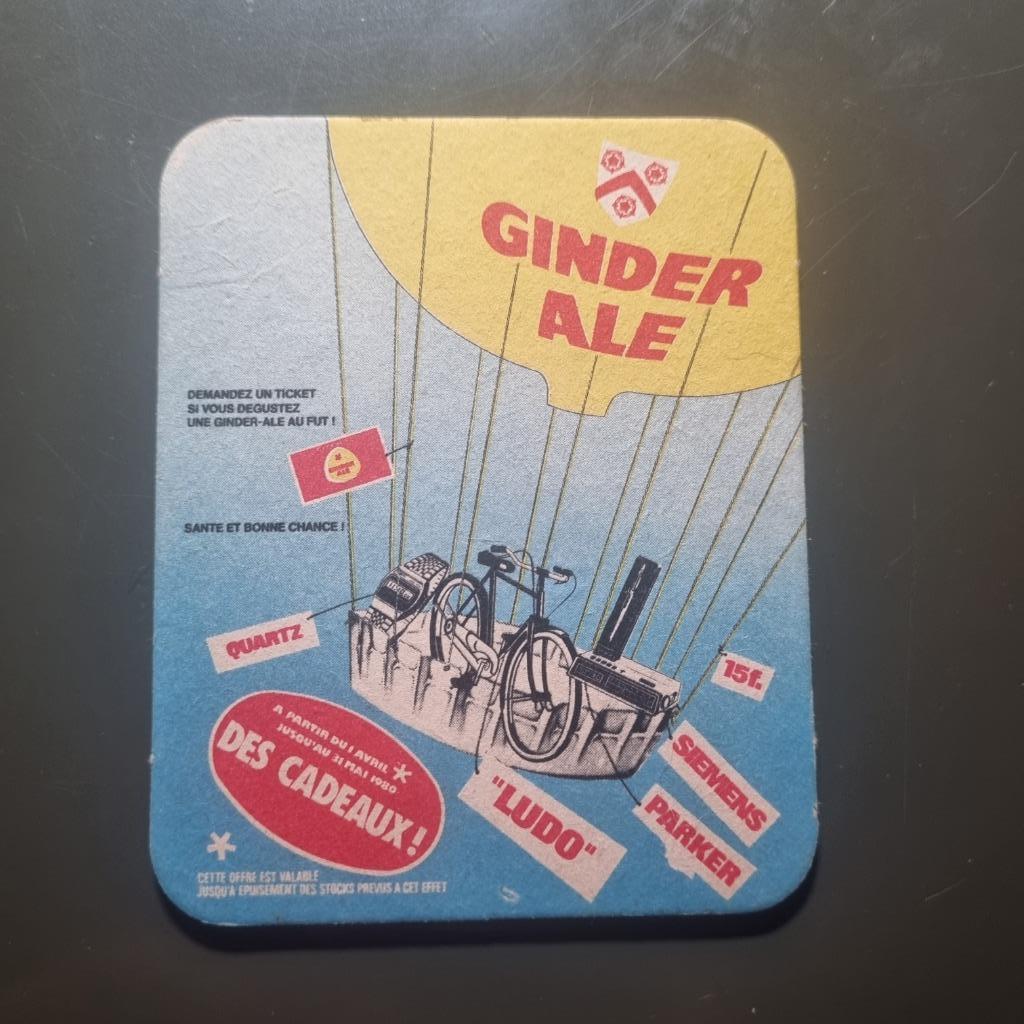 GINDER
ALE
DEMANDEZ UN TICKET
SI VOUS DEGUSTEZ
UNE GINDER-ALE AU FUT !
GINDER
ALE
SANTE ET BONNE CHANCE !
QUARTZ
15f.
SIEMENS
PARKER
"LUDO"
A PARTIR DU 1 AVRIL
JUSQU'AU 31 MAI 1980
DES CADEAUX!
CETTE OFFRE EST VALABLE
JUSQU'A EPUISEMENT DES STOCKS PREVUS A CET EFFET